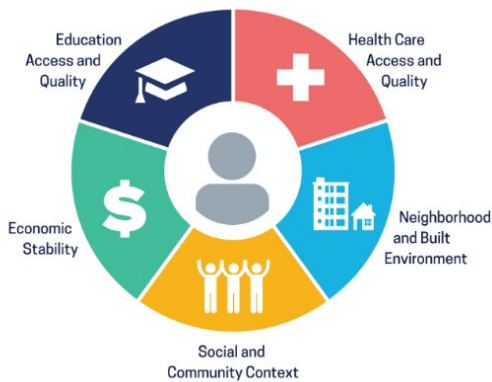 Education
Access and
Quality
Health Care
Access and
Quality
Economic
Stability
$
Neighborhood
and Built
Environment
Social and
Community Context